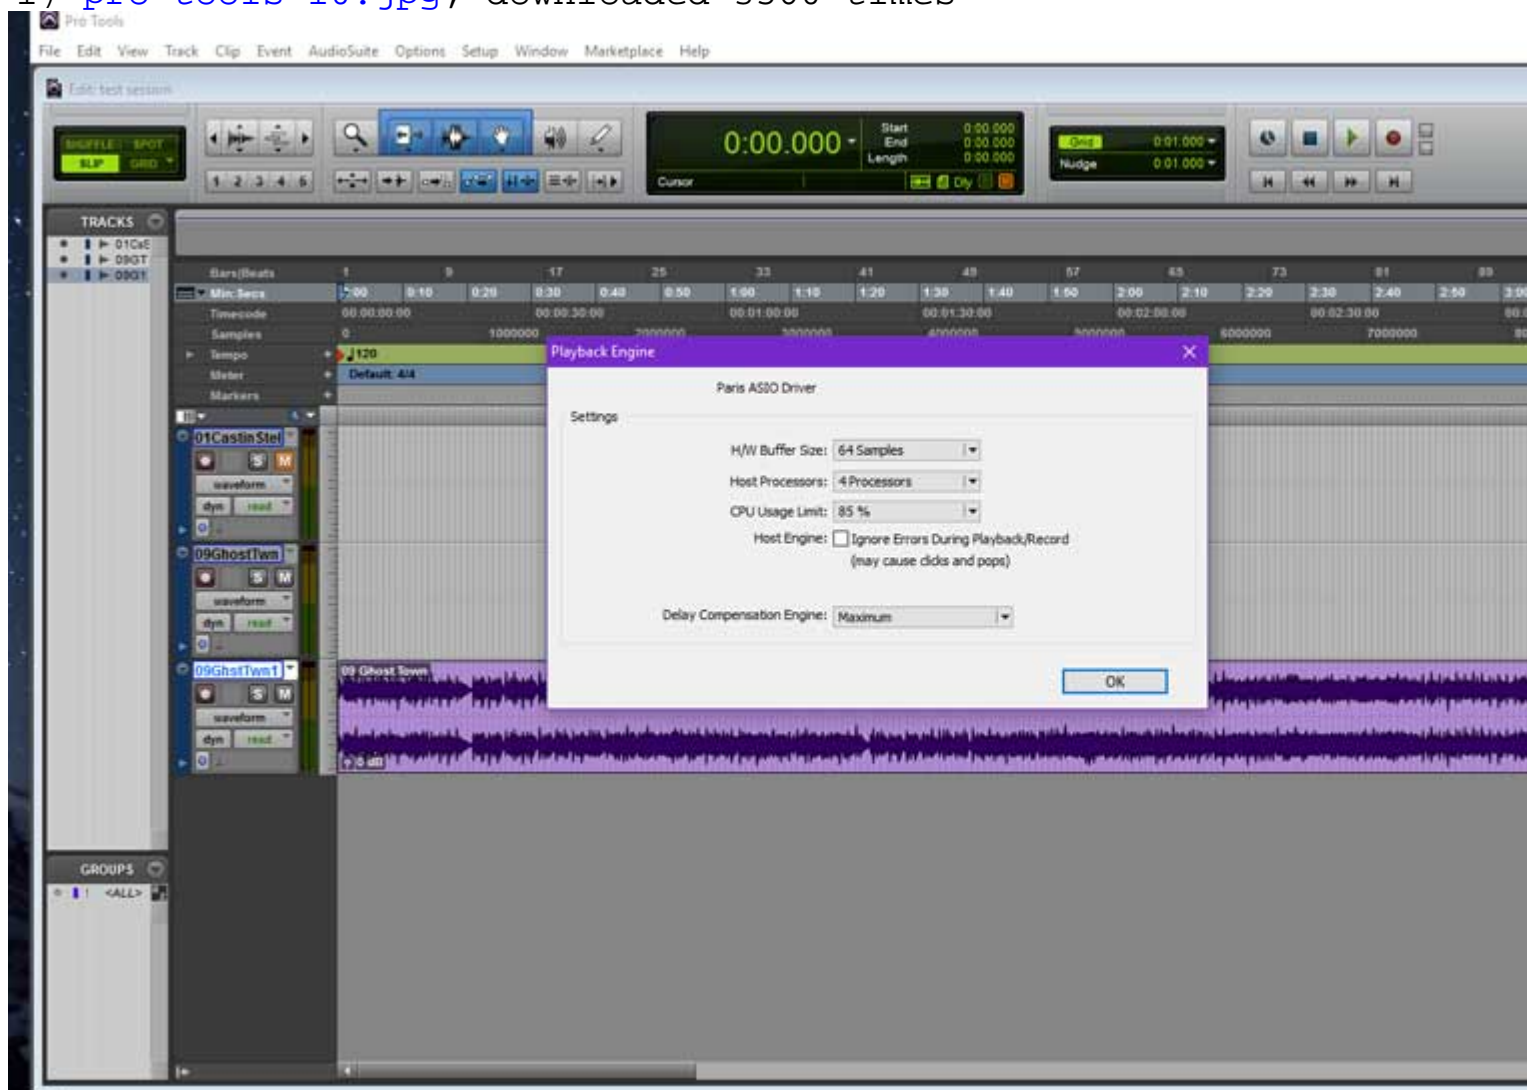 1) pro tools 10.jpg, downloaded 3500 times
Pro Tools
File Edit View Track Clip Event AudioSuite Options Setup Window Marketplace Help
Edit: test session
SHUFFLE SPOT
SLIP GRID
1 2 3 4 5
0:00.000
Start 0:00.000
End 0:00.000
Length 0:00.000
Cursor
Dly
Grid 0:01.000
Nudge 0:01.000
TRACKS
01CsS
09GT
09GT
Bars|Beats 1 9 17 25 33 41 49 57 65 73 81 89
Min:Secs 0:00 0:10 0:20 0:30 0:40 0:50 1:00 1:10 1:20 1:30 1:40 1:50 2:00 2:10 2:20 2:30 2:40 2:50 3:00
Timecode 00:00:00:00 00:00:30:00 00:01:00:00 00:01:30:00 00:02:00:00 00:02:30:00
Samples 0 1000000 2000000 3000000 4000000 5000000 6000000 7000000
Tempo 120
Meter Default: 4/4
Markers
Playback Engine
Paris ASIO Driver
Settings
H/W Buffer Size: 64 Samples
Host Processors: 4 Processors
CPU Usage Limit: 85 %
Host Engine: Ignore Errors During Playback/Record
(may cause clicks and pops)
Delay Compensation Engine: Maximum
OK
01CastinStel
S M
waveform
dyn read
09GhostTwn
S M
waveform
dyn read
09GhstTwn1
S M
waveform
dyn read
09 Ghost Town
0 dB
GROUPS
! <ALL>